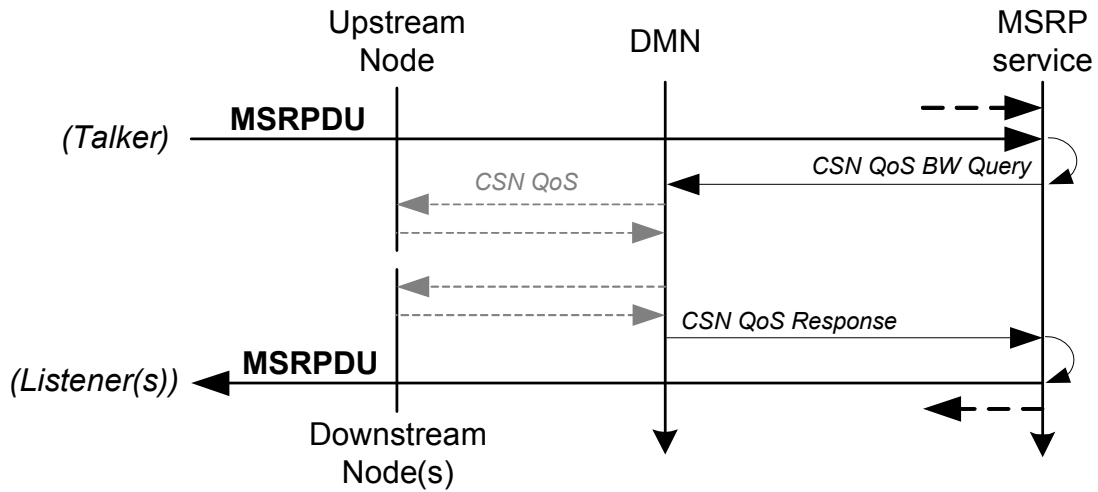 Upstream
Node
DMN
MSRP
service
(Talker)
MSRPDU
CSN QoS BW Query
CSN QoS
CSN QoS Response
(Listener(s))
MSRPDU
Downstream
Node(s)